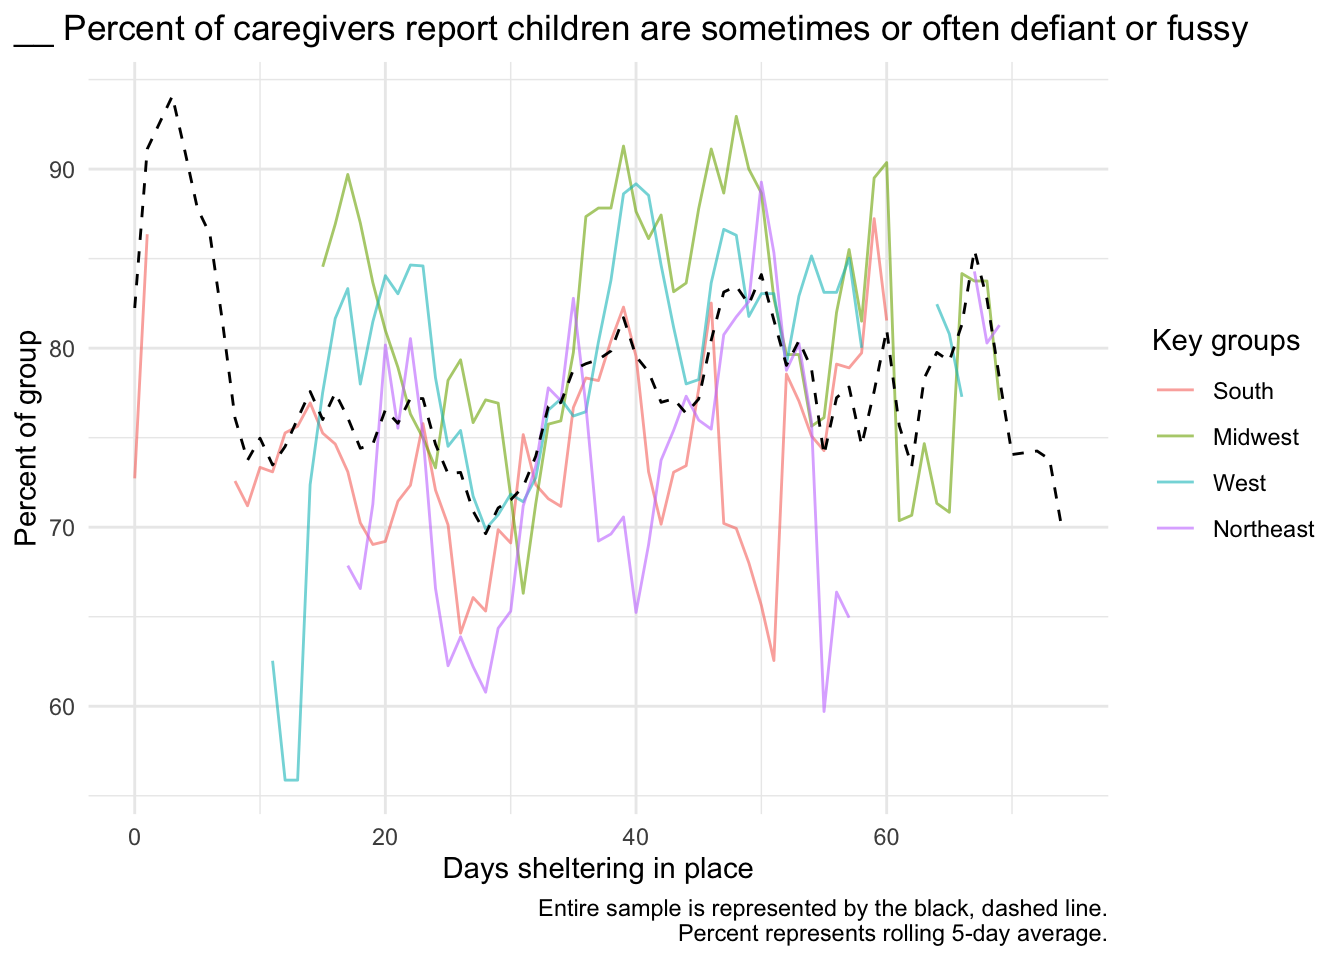 __ Percent of caregivers report children are sometimes or often defiant or fussy
Percent of group
90
80
70
60
0
20
40
60
Days sheltering in place
Key groups
South
Midwest
West
Northeast
Entire sample is represented by the black, dashed line.
Percent represents rolling 5-day average.